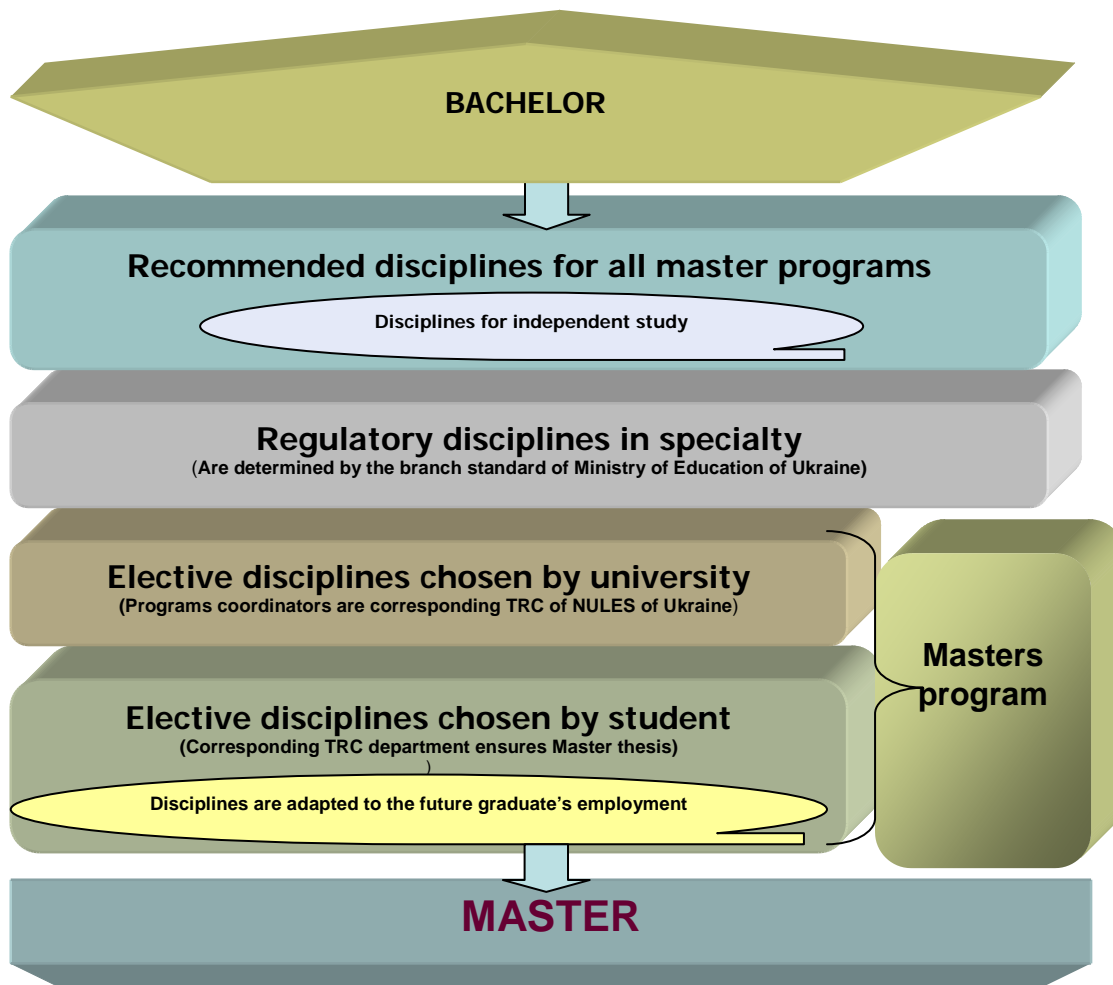 BACHELOR
Recommended disciplines for all master programs
Disciplines for independent study
Regulatory disciplines in specialty
(Are determined by the branch standard of Ministry of Education of Ukraine)
Elective disciplines chosen by university
(Programs coordinators are corresponding TRC of NULES of Ukraine)
Elective disciplines chosen by student
(Corresponding TRC department ensures Master thesis)
)
Disciplines are adapted to the future graduate's employment
Masters
program
MASTER